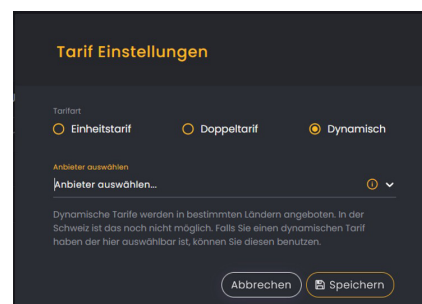 Tarif Einstellungen
Tarifart
Einheitstarif Doppeltarif Dynamisch
Anbieter auswählen
Anbieter auswählen...
Dynamische Tarife werden in bestimmten Ländern angeboten. In der
Schweiz ist das noch nicht möglich. Falls Sie einen dynamischen Tarif
haben der hier auswählbar ist, können Sie diesen benutzen.
Abbrechen Speichern